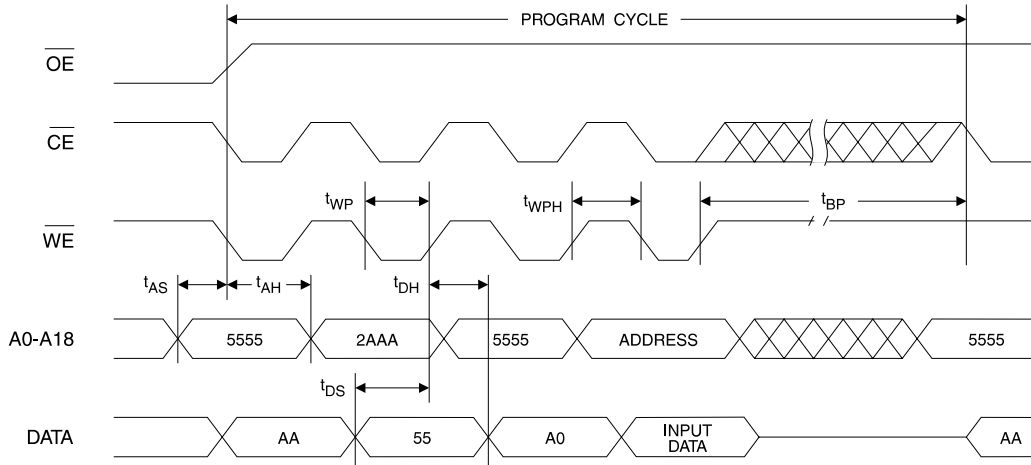 PROGRAM CYCLE
OE
CE
tWP
tWPH
tBP
WE
tAS
tAH
tDH
A0-A18
5555
2AAA
5555
ADDRESS
5555
tDS
DATA
AA
55
A0
INPUT
DATA
AA